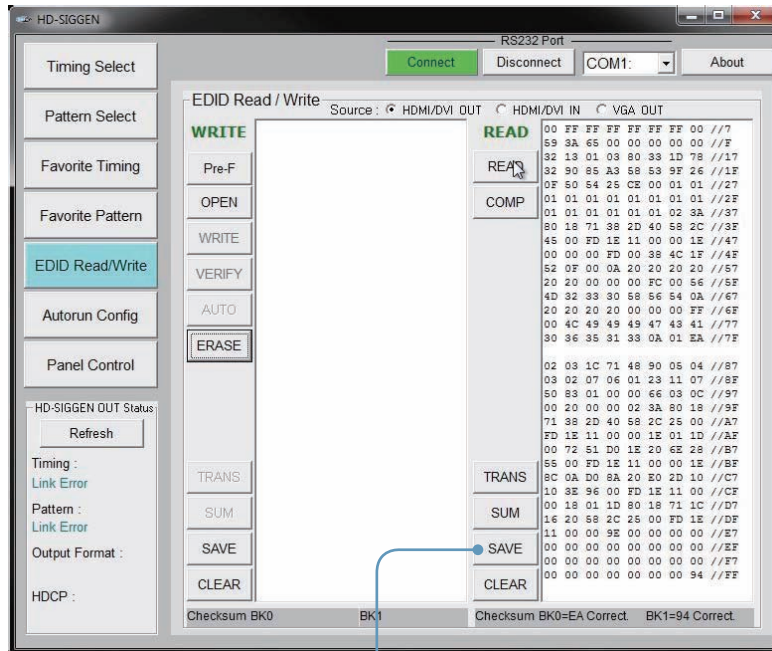 HD-SIGGEN
RS232 Port
Timing Select
Connect
Disconnect
COM1:
About
Pattern Select
Favorite Timing
Favorite Pattern
EDID Read/Write
Autorun Config
Panel Control
HD-SIGGEN OUT Status
Refresh
Timing :
Link Error
Pattern :
Link Error
Output Format :
HDCP :
EDID Read / Write
Source : HDMI/DVI OUT HDMI/DVI IN VGA OUT
WRITE
Pre-F
OPEN
WRITE
VERIFY
AUTO
ERASE
TRANS
SUM
SAVE
CLEAR
Checksum BK0 BK1
READ
READ
COMP
TRANS
SUM
SAVE
CLEAR
00 FF FF FF FF FF FF 00 //7
59 3A 65 00 00 00 00 00 //F
32 13 01 03 80 33 1D 78 //17
32 90 85 A3 58 53 9F 26 //1F
0F 50 54 25 CE 00 01 01 //27
01 01 01 01 01 01 01 01 //2F
01 01 01 01 01 01 02 3A //37
80 18 71 38 2D 40 58 2C //3F
45 00 FD 1E 11 00 00 1E //47
00 00 00 FD 00 38 4C 1F //4F
52 0F 00 0A 20 20 20 20 //57
20 20 00 00 00 FC 00 56 //5F
4D 32 33 30 58 56 54 0A //67
20 20 20 20 00 00 00 FF //6F
00 4C 49 49 49 47 43 41 //77
30 36 35 31 33 0A 01 EA //7F
02 03 1C 71 48 90 05 04 //87
03 02 07 06 01 23 11 07 //8F
50 83 01 00 00 66 03 0C //97
00 20 00 00 02 3A 80 18 //9F
71 38 2D 40 58 2C 25 00 //A7
FD 1E 11 00 00 1E 01 1D //AF
00 72 51 D0 1E 20 6E 28 //B7
55 00 FD 1E 11 00 00 1E //BF
8C 0A D0 8A 20 E0 2D 10 //C7
10 3E 96 00 FD 1E 11 00 //CF
00 18 01 1D 80 18 71 1C //D7
16 20 58 2C 25 00 FD 1E //DF
11 00 00 9E 00 00 00 00 //E7
00 00 00 00 00 00 00 00 //EF
00 00 00 00 00 00 00 00 //F7
00 00 00 00 00 00 00 94 //FF
Checksum BK0=EA Correct. BK1=94 Correct.